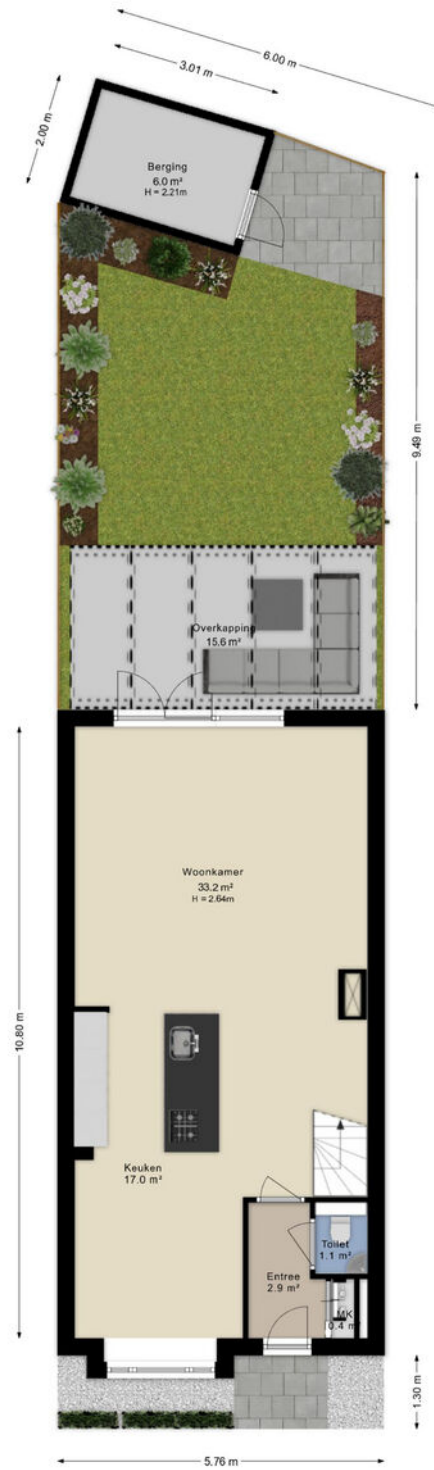 6.00 m
3.01 m
2.00 m
Berging
6.0 m²
H = 2.21m
9.49 m
Overkapping
15.6 m²
Woonkamer
33.2 m²
H = 2.64m
10.80 m
Keuken
17.0 m²
Toilet
1.1 m²
Entree
2.9 m²
MK
0.4 m
1.30 m
5.76 m